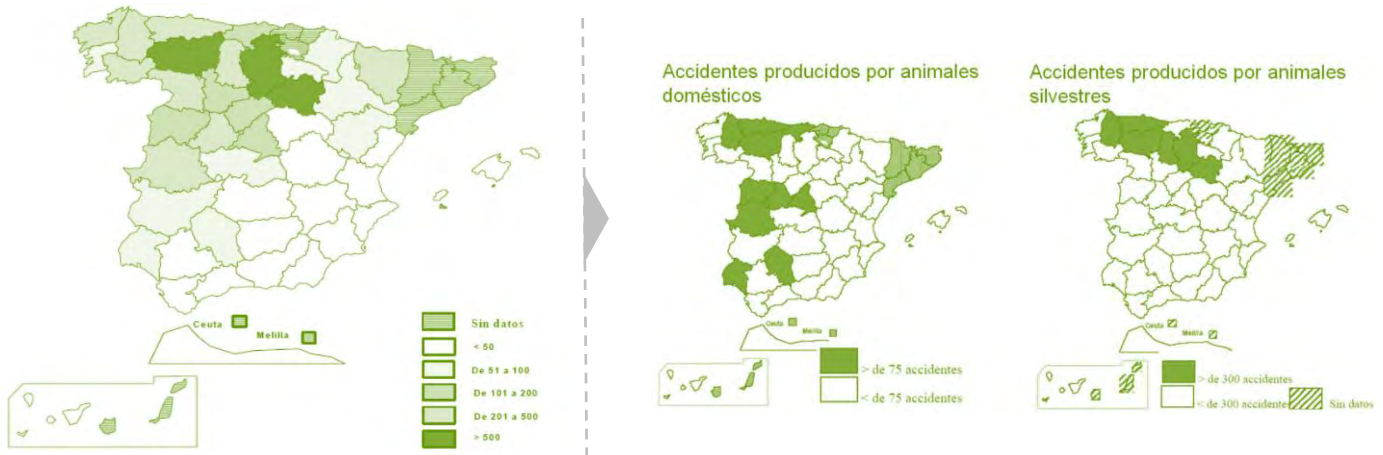 Ceuta
Melilla
Sin datos
< 50
De 51 a 100
De 101 a 200
De 201 a 500
> 500
Accidentes producidos por animales
domésticos
Ceuta
Melilla
> de 75 accidentes
< de 75 accidentes
Accidentes producidos por animales
silvestres
Ceuta
Melilla
> de 300 accidentes
< de 300 accidentes
Sin datos